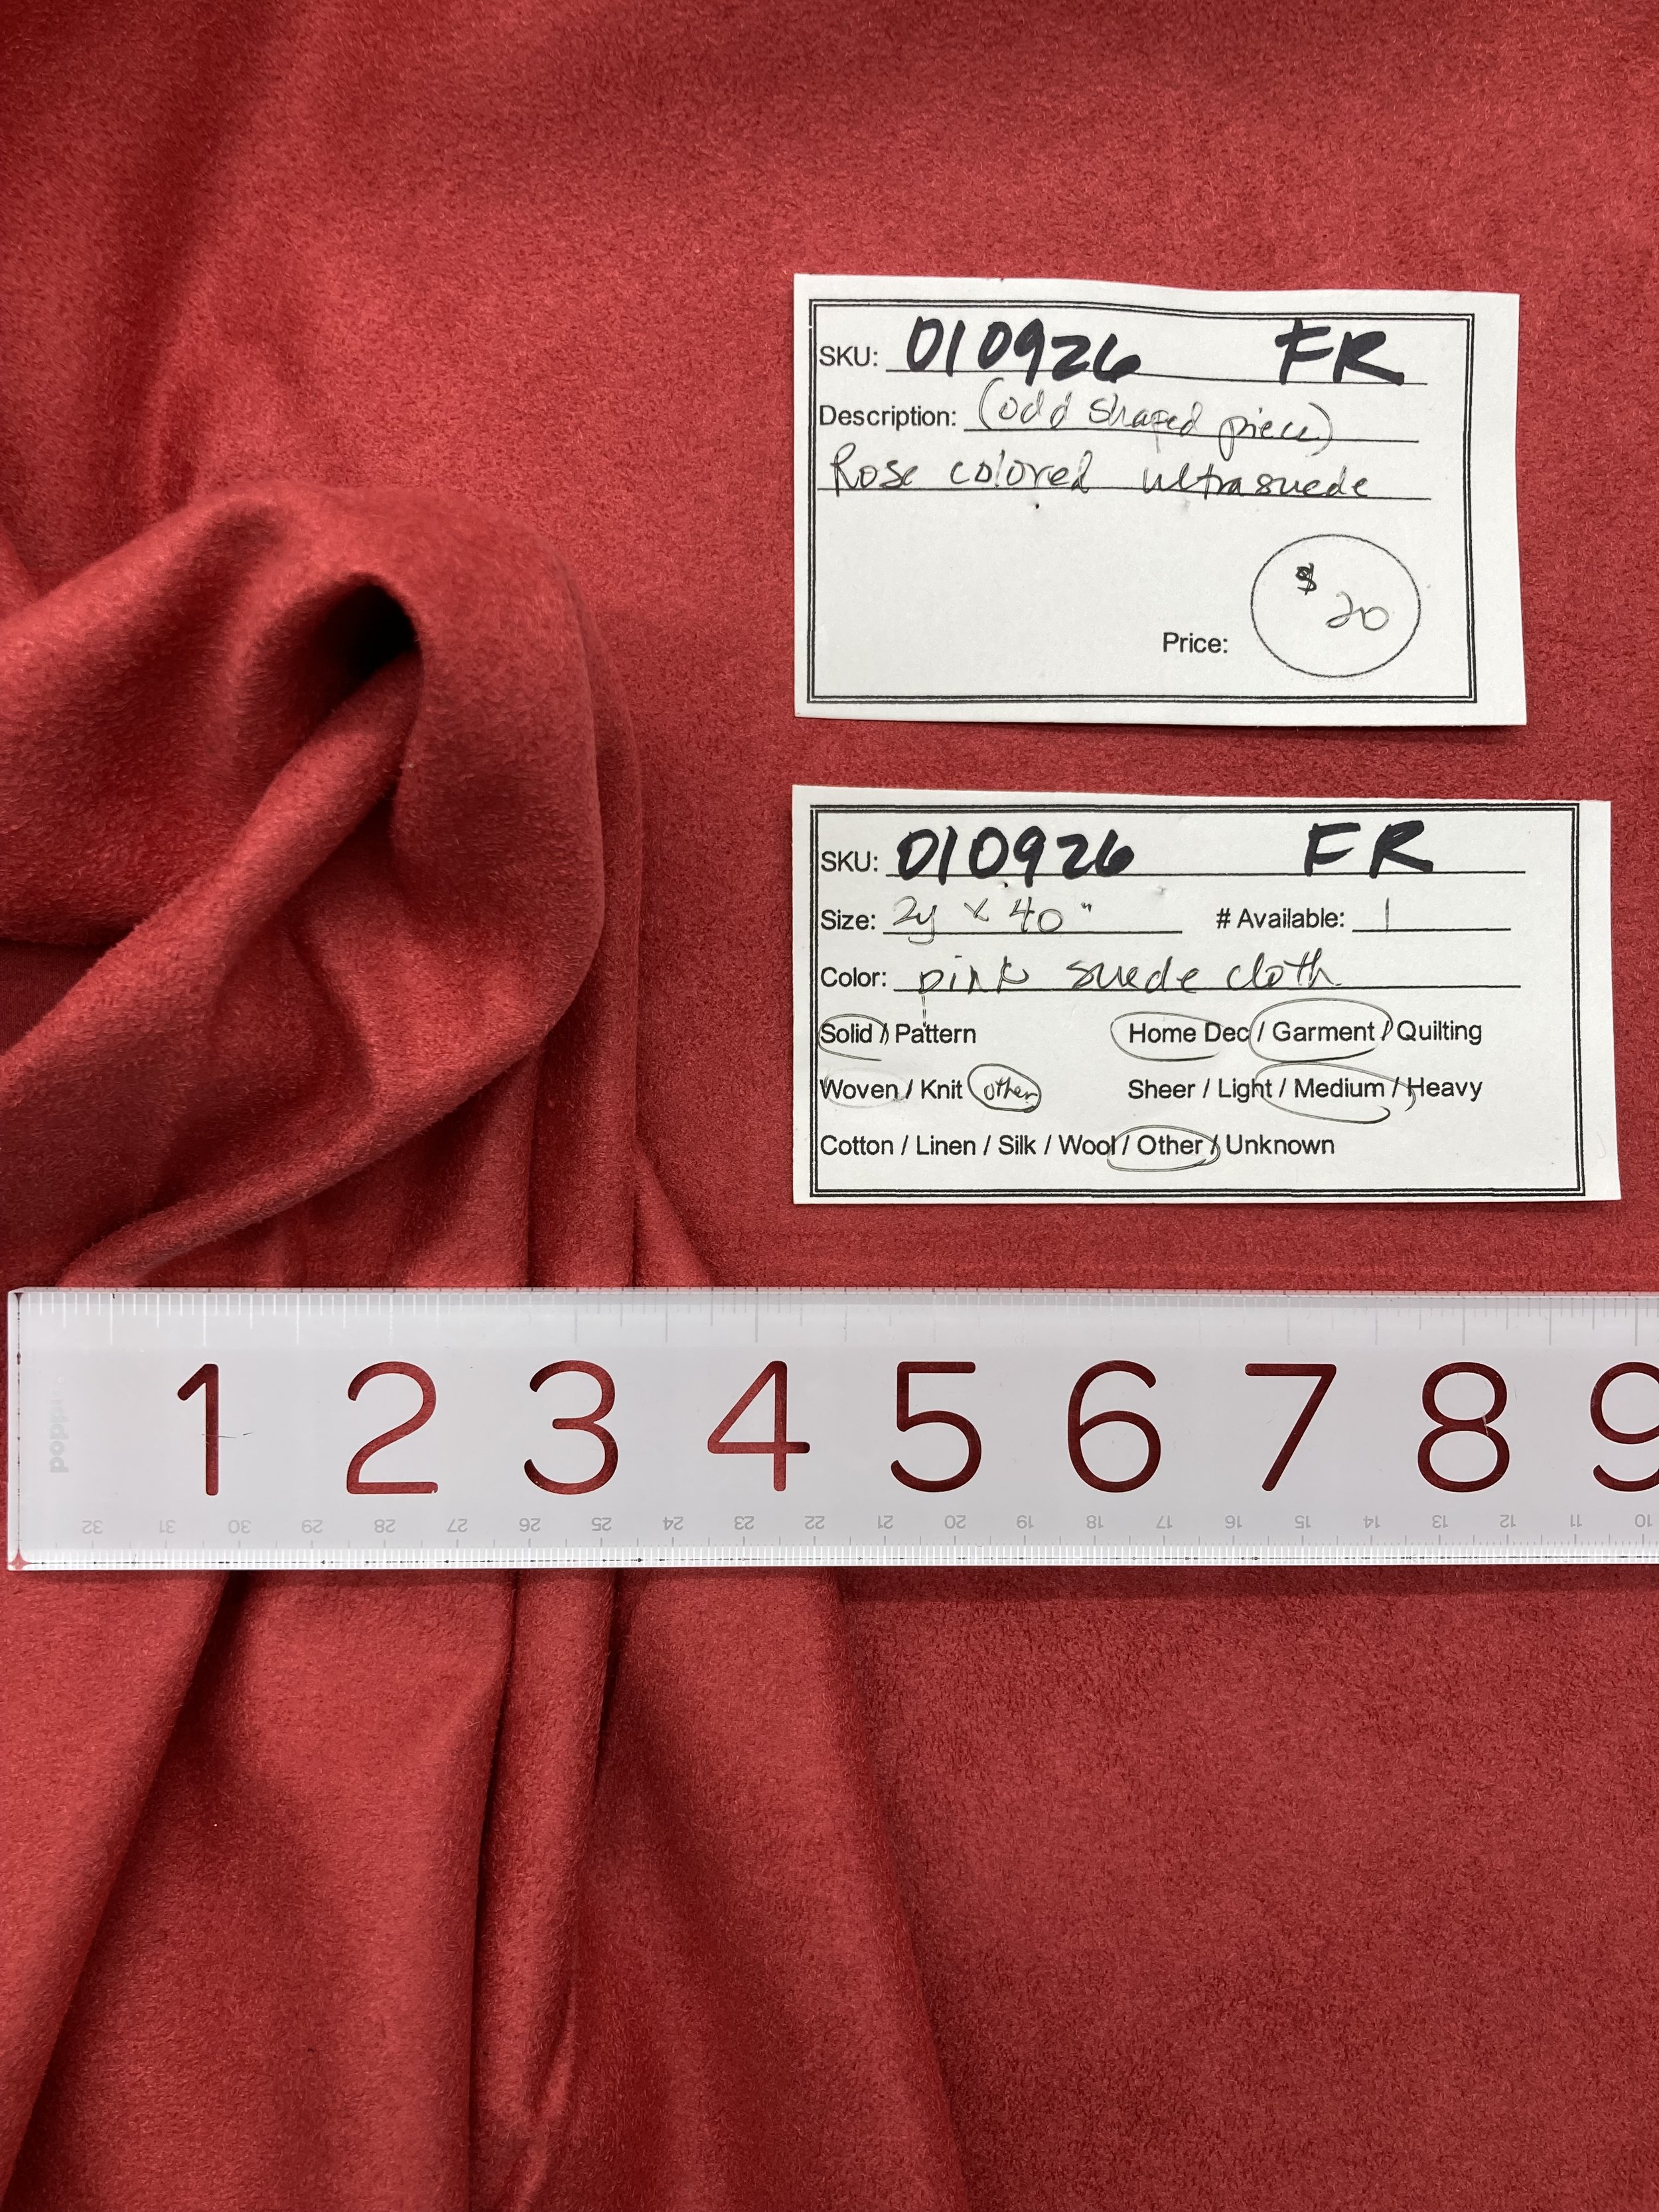 SKU: 010926 FR
Description: (odd shaped piece)
Rose colored ultrasuede
$20
Price:
SKU: 010926 FR
Size: 2y x 40" # Available: 1
Color: pink suede cloth
Solid / Pattern Home Dec / Garment / Quilting
Woven / Knit other Sheer / Light / Medium / Heavy
Cotton / Linen / Silk / Wool / Other / Unknown
1 2 3 4 5 6 7 8 9
32 31 30 29 28 27 26 25 24 23 22 21 20 19 18 17 16 15 14 13 12 11 10